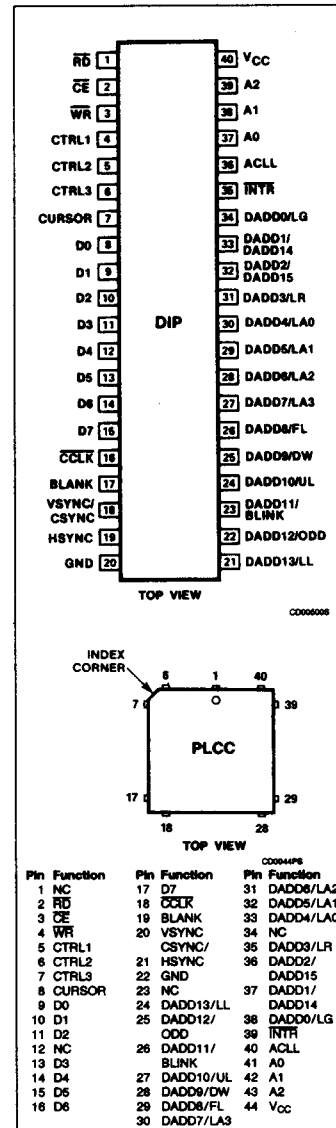 RD 1 40 VCC
CE 2 39 A2
WR 3 38 A1
CTRL1 4 37 A0
CTRL2 5 36 ACLL
CTRL3 6 35 INTR
CURSOR 7 34 DADD0/LG
D0 8 33 DADD1/
DADD14
D1 9 32 DADD2/
DADD15
D2 10 31 DADD3/LR
D3 11 30 DADD4/LA0
DIP
D4 12 29 DADD5/LA1
D5 13 28 DADD6/LA2
D6 14 27 DADD7/LA3
D7 15 26 DADD8/FL
CCLK 16 25 DADD9/DW
BLANK 17 24 DADD10/UL
VSYNC/
CSYNC 18 23 DADD11/
BLINK
HSYNC 19 22 DADD12/ODD
GND 20 21 DADD13/LL
TOP VIEW
CD00500S
INDEX
CORNER
6 1 40
7 39
PLCC
17 29
18 28
TOP VIEW
CD0044PS
Pin Function Pin Function Pin Function
1 NC 17 D7 31 DADD6/LA2
2 RD 18 CCLK 32 DADD5/LA1
3 CE 19 BLANK 33 DADD4/LA0
4 WR 20 VSYNC 34 NC
5 CTRL1 CSYNC/ 35 DADD3/LR
6 CTRL2 21 HSYNC 36 DADD2/
7 CTRL3 22 GND DADD15
8 CURSOR 23 NC 37 DADD1/
9 D0 24 DADD13/LL DADD14
10 D1 25 DADD12/ 38 DADD0/LG
11 D2 ODD 39 INTR
12 NC 26 DADD11/ 40 ACLL
13 D3 BLINK 41 A0
14 D4 27 DADD10/UL 42 A1
15 D5 28 DADD9/DW 43 A2
16 D6 29 DADD8/FL 44 VCC
30 DADD7/LA3